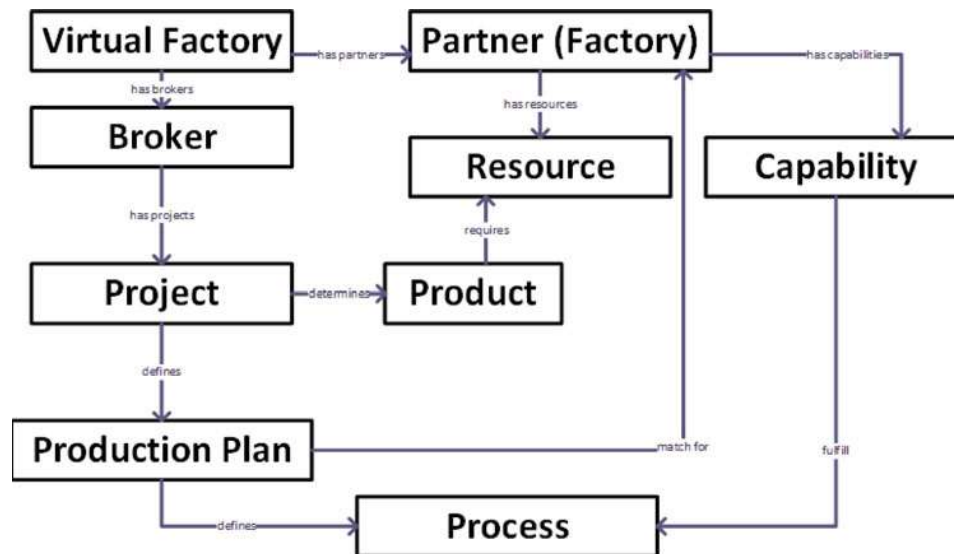 Virtual Factory
has partners
Partner (Factory)
has capabilities
has brokers
has resources
Broker
Resource
Capability
has projects
requires
Project
determines
Product
defines
Production Plan
match for
fulfill
defines
Process